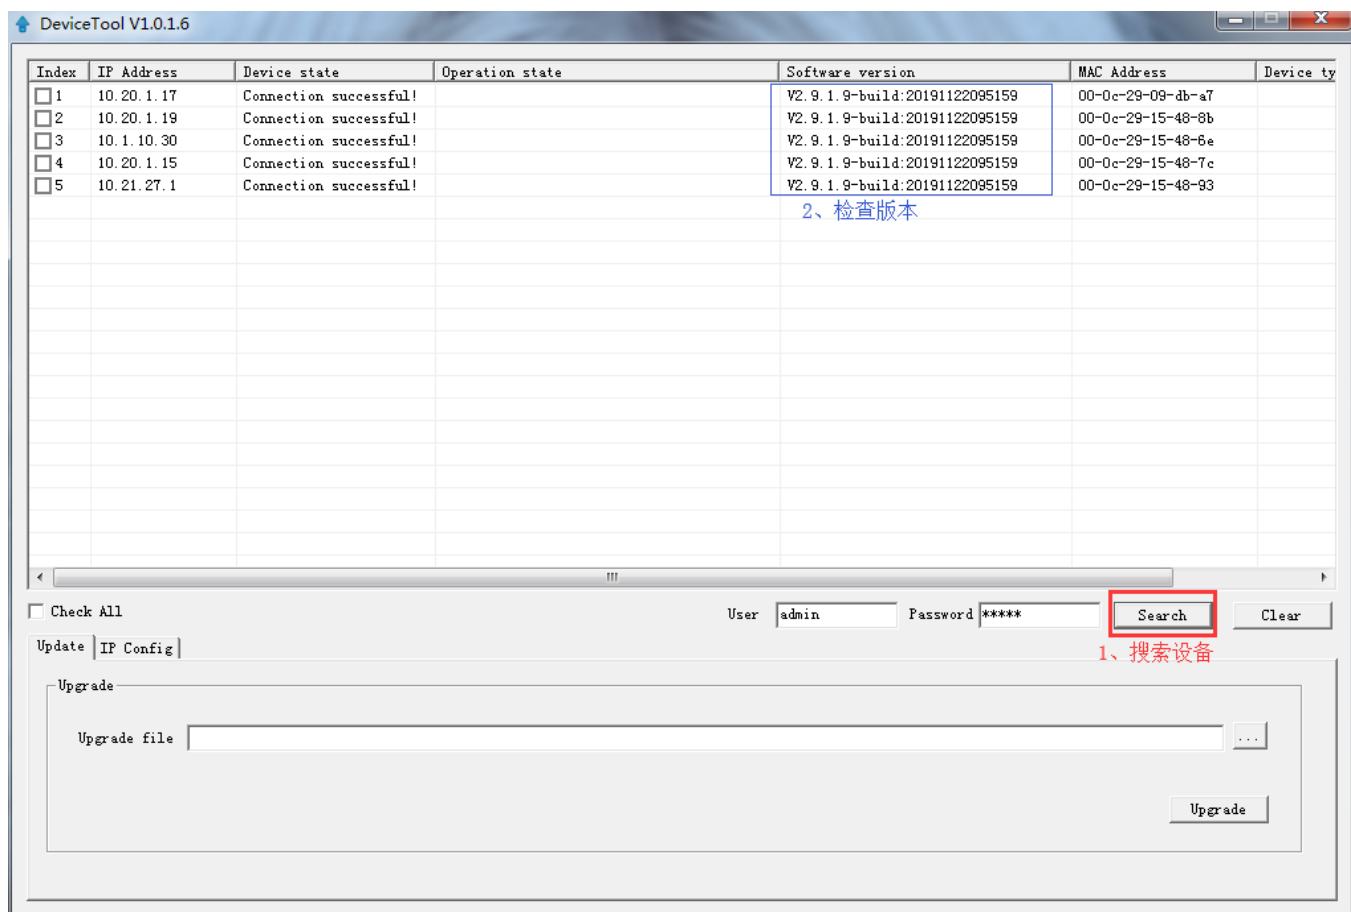 DeviceTool V1.0.1.6
Index IP Address Device state Operation state Software version MAC Address Device ty
1 10.20.1.17 Connection successful! V2.9.1.9-build:20191122095159 00-0c-29-09-db-a7
2 10.20.1.19 Connection successful! V2.9.1.9-build:20191122095159 00-0c-29-15-48-8b
3 10.1.10.30 Connection successful! V2.9.1.9-build:20191122095159 00-0c-29-15-48-6e
4 10.20.1.15 Connection successful! V2.9.1.9-build:20191122095159 00-0c-29-15-48-7c
5 10.21.27.1 Connection successful! V2.9.1.9-build:20191122095159 00-0c-29-15-48-93
2、检查版本
Check All User admin Password ***** Search Clear
1、搜索设备
Update IP Config
Upgrade
Upgrade file ...
Upgrade